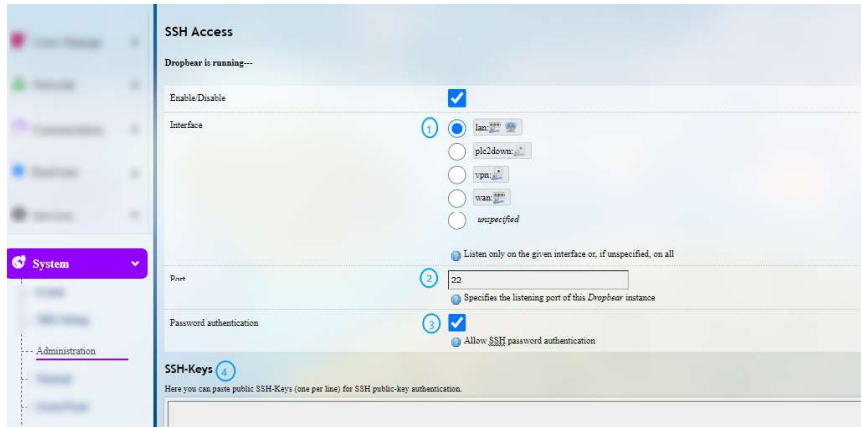 SSH Access
Dropbear is running---
Enable/Disable
Interface
1
lan:
plc2down:
vpn:
wan:
unspecified
Listen only on the given interface or, if unspecified, on all
System
Port
2
22
Specifies the listening port of this Dropbear instance
Password authentication
3
Allow SSH password authentication
Administration
SSH-Keys 4
Here you can paste public SSH-Keys (one per line) for SSH public-key authentication.